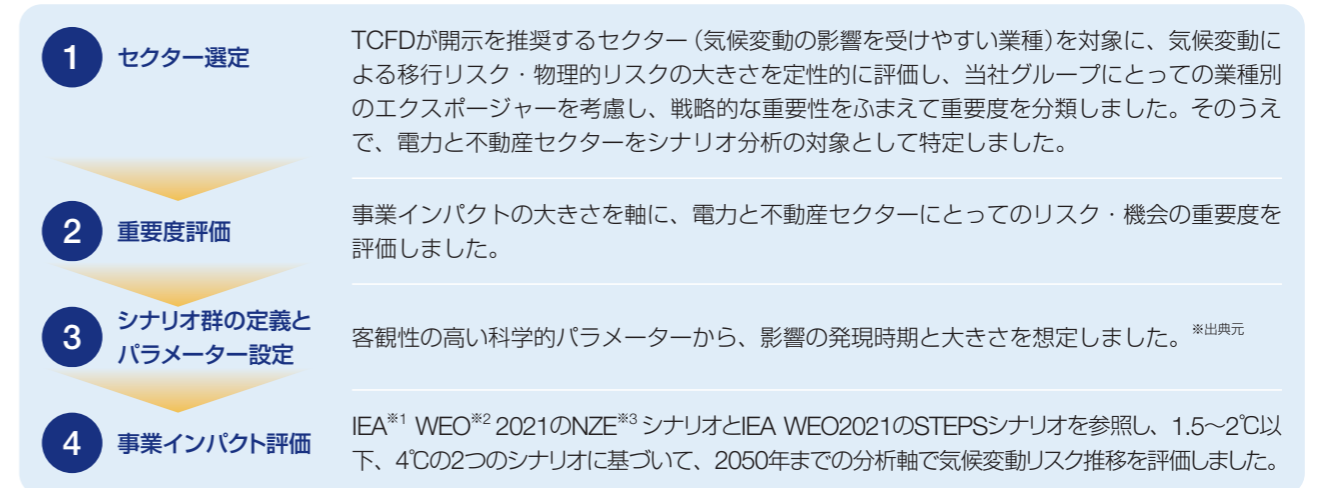 1 セクター選定
TCFDが開示を推奨するセクター（気候変動の影響を受けやすい業種）を対象に、気候変動に
よる移行リスク・物理的リスクの大きさを定性的に評価し、当社グループにとっての業種別
のエクスポージャーを考慮し、戦略的な重要性をふまえて重要度を分類しました。そのうえ
で、電力と不動産セクターをシナリオ分析の対象として特定しました。
2 重要度評価
事業インパクトの大きさを軸に、電力と不動産セクターにとってのリスク・機会の重要度を
評価しました。
3 シナリオ群の定義と
パラメーター設定
客観性の高い科学的パラメーターから、影響の発現時期と大きさを想定しました。※出典元
4 事業インパクト評価
IEA※1 WEO※2 2021のNZE※3 シナリオとIEA WEO2021のSTEPSシナリオを参照し、1.5～2℃以
下、4℃の2つのシナリオに基づいて、2050年までの分析軸で気候変動リスク推移を評価しました。